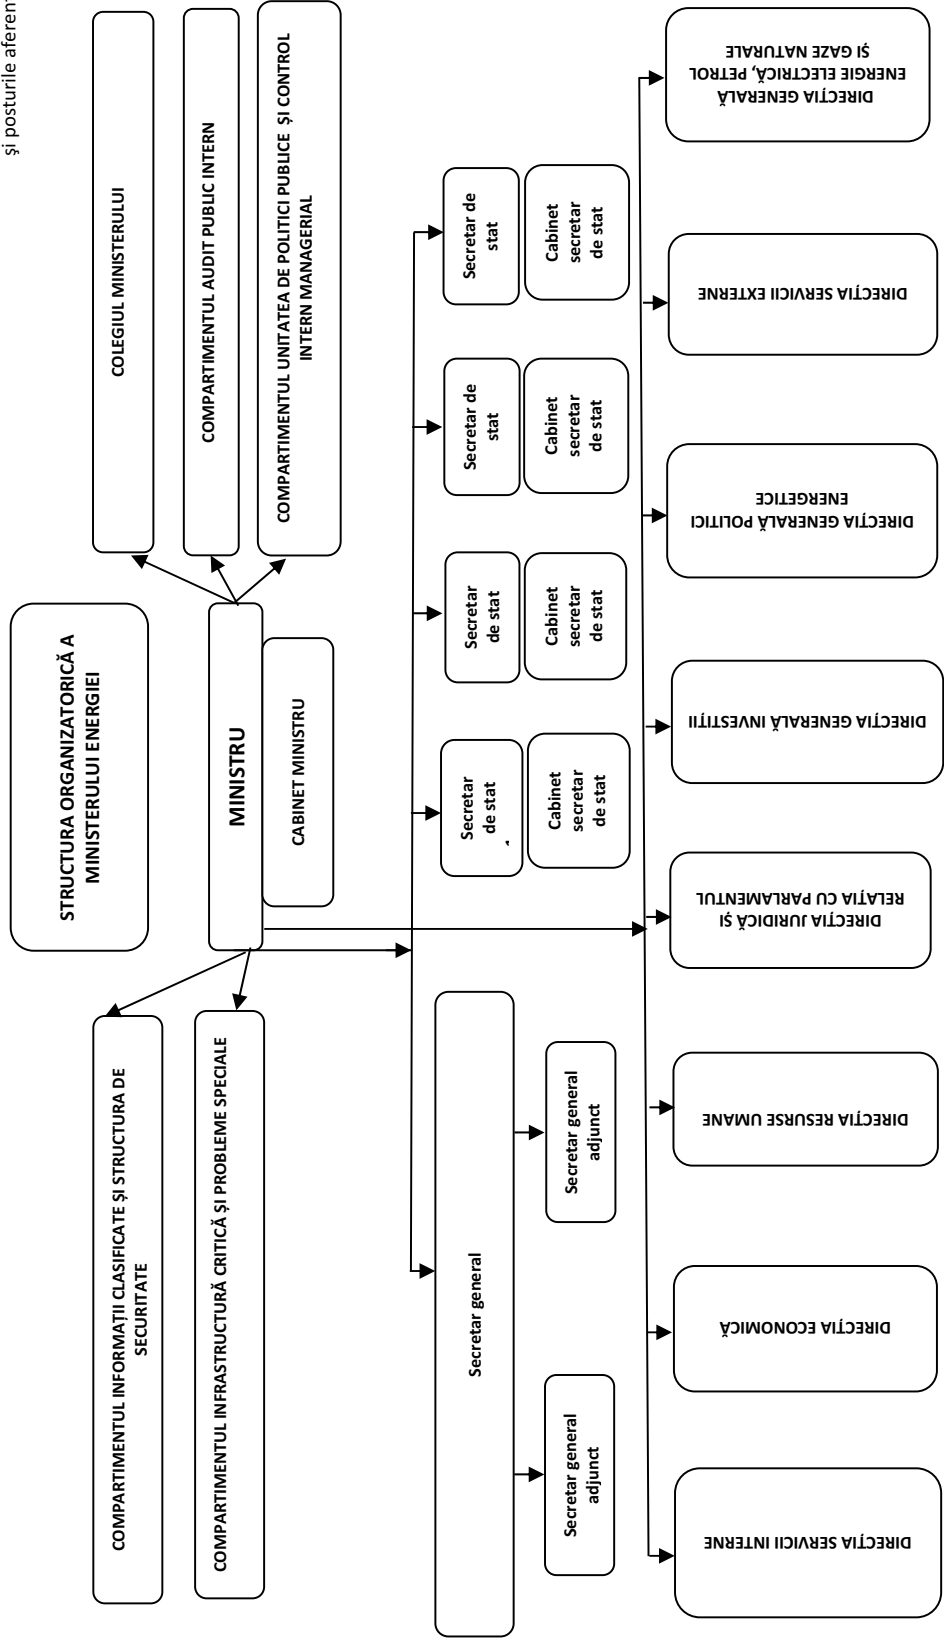 și posturile aferent
STRUCTURA ORGANIZATORICĂ A
MINISTERULUI ENERGIEI
COMPARTIMENTUL INFORMAȚII CLASIFICATE ȘI STRUCTURA DE
SECURITATE
COLEGIUL MINISTERULUI
COMPARTIMENTUL INFRASTRUCTURĂ CRITICĂ ȘI PROBLEME SPECIALE
MINISTRU
COMPARTIMENTUL AUDIT PUBLIC INTERN
CABINET MINISTRU
COMPARTIMENTUL UNITATEA DE POLITICI PUBLICE ȘI CONTROL
INTERN MANAGERIAL
Secretar general
Secretar
de stat
Secretar
de stat
Secretar de
stat
Secretar de
stat
Secretar general
adjunct
Secretar general
adjunct
Cabinet
secretar
de stat
Cabinet
secretar
de stat
Cabinet
secretar
de stat
Cabinet
secretar
de stat
DIRECȚIA SERVICII INTERNE
DIRECȚIA ECONOMICĂ
DIRECȚIA RESURSE UMANE
DIRECȚIA JURIDICĂ ȘI
RELAȚIA CU PARLAMENTUL
DIRECȚIA GENERALĂ INVESTIȚII
DIRECȚIA GENERALĂ POLITICI
ENERGETICE
DIRECȚIA SERVICII EXTERNE
DIRECȚIA GENERALĂ
ENERGIE ELECTRICĂ, PETROL
ȘI GAZE NATURALE